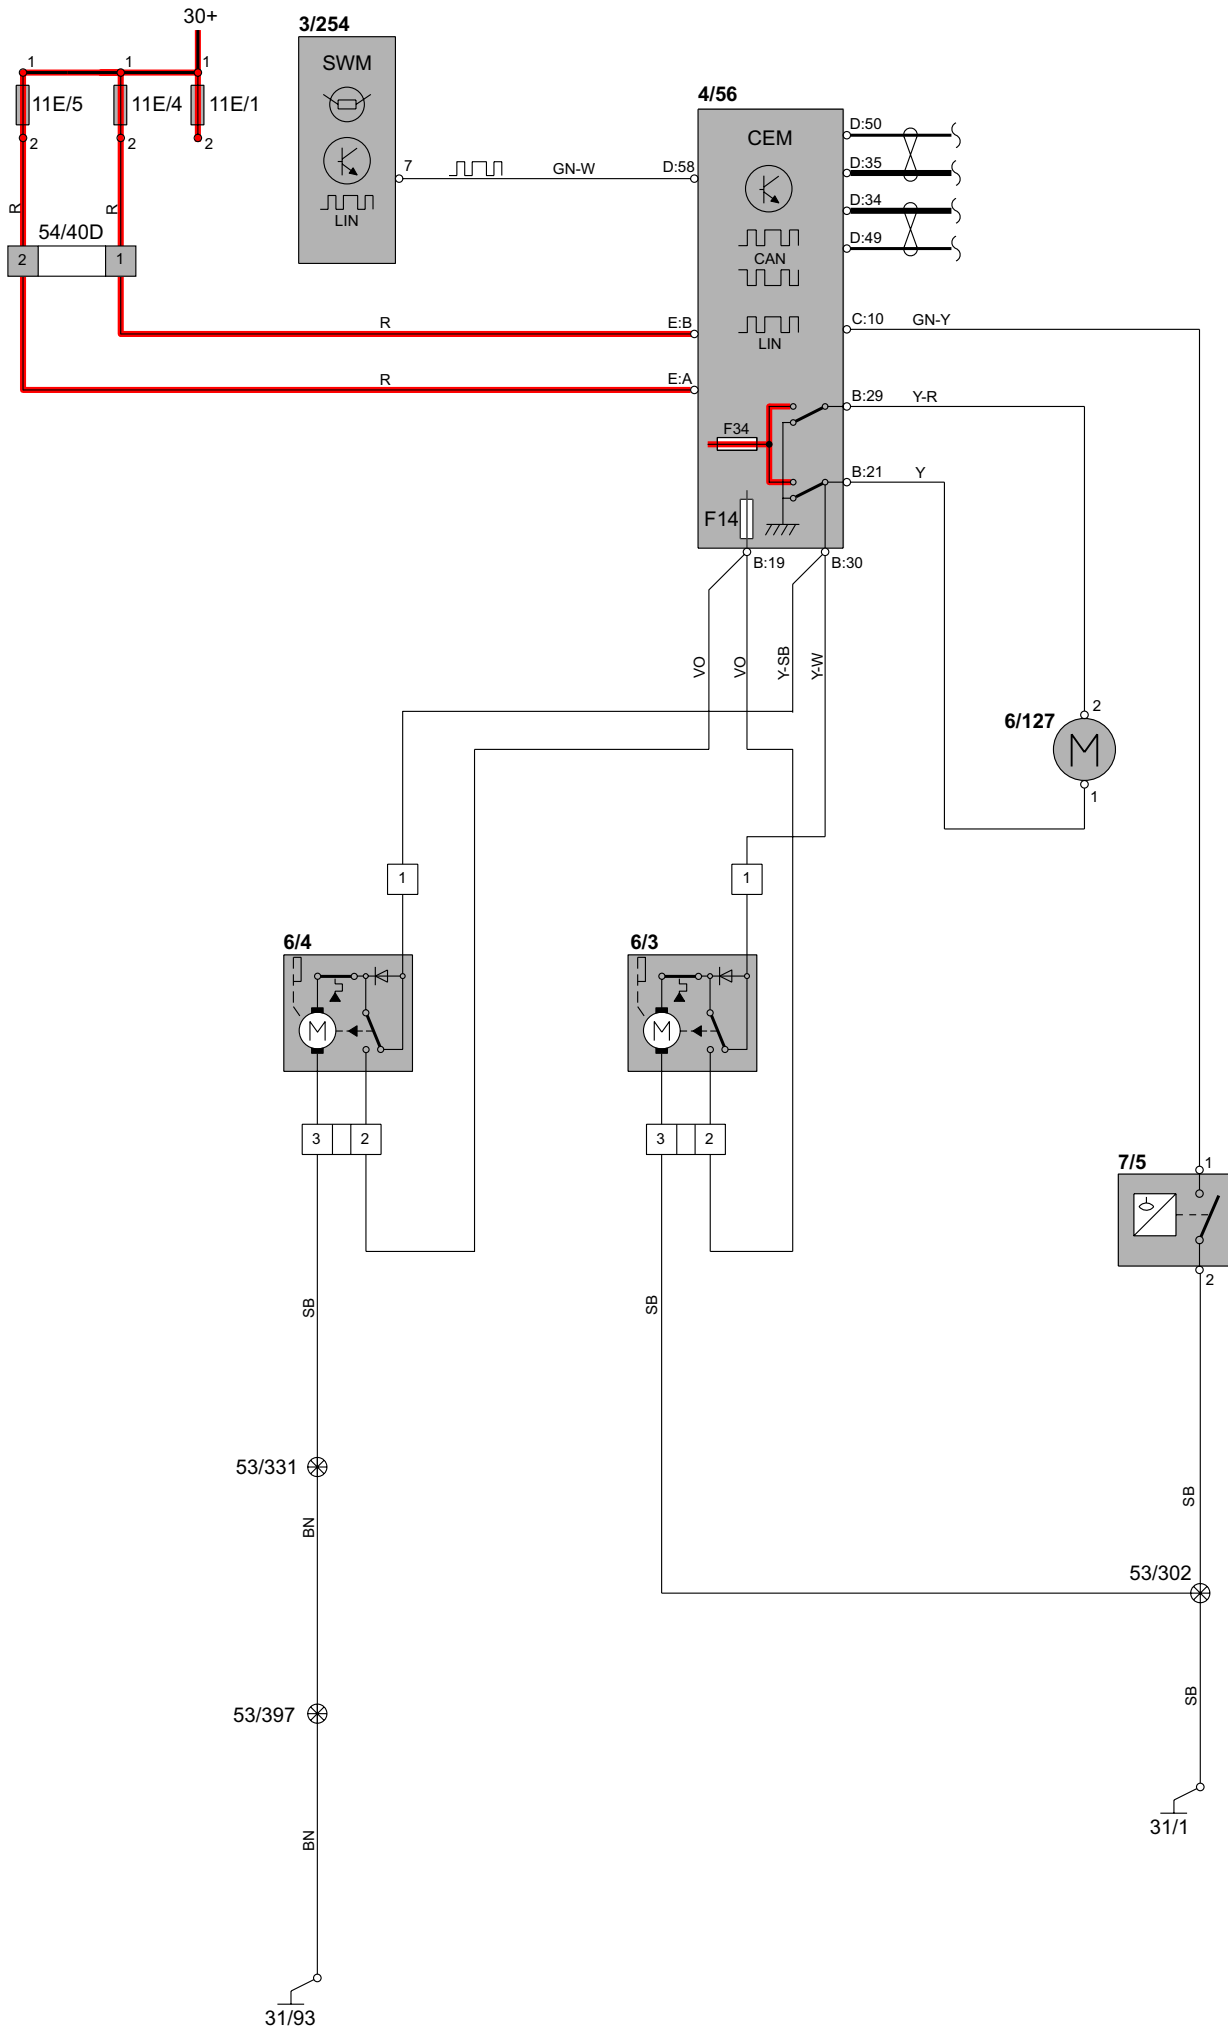 30+
3/254
1
1
1
SWM
11E/5
11E/4
11E/1
4/56
2
2
2
CEM
D:50
D:35
D:34
D:49
7
GN-W
D:58
LIN
CAN
R
R
54/40D
2
1
R
E:B
LIN
C:10
GN-Y
R
E:A
B:29
Y-R
F34
B:21
Y
F14
B:19
B:30
VO
VO
Y-SB
Y-W
6/127
2
M
1
1
1
6/4
6/3
M
M
3
2
3
2
7/5
1
2
SB
SB
53/331
SB
BN
53/302
53/397
SB
31/1
BN
31/93